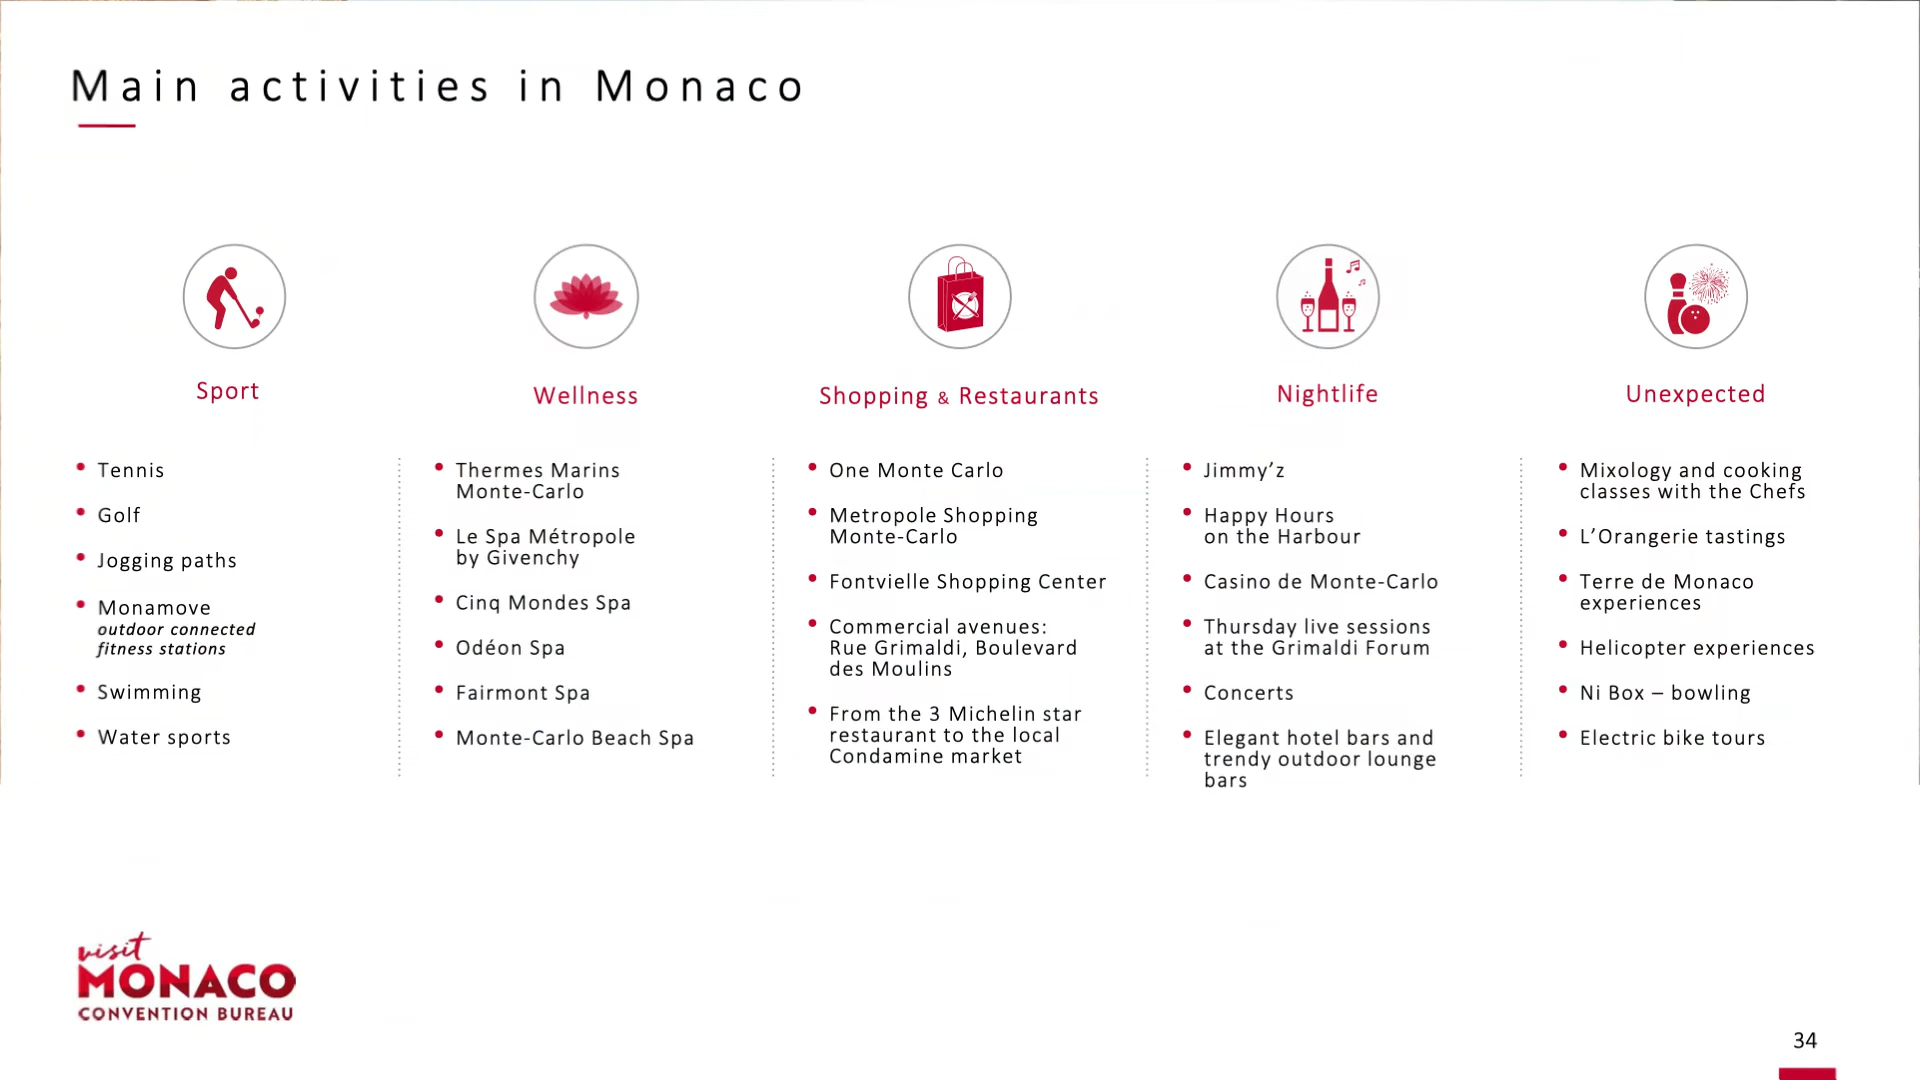 Main activities in Monaco
Sport
Tennis
Golf
Jogging paths
Monamove
outdoor connected
fitness stations
Swimming
Water sports
Wellness
Thermes Marins
Monte-Carlo
Le Spa Métropole
by Givenchy
Cinq Mondes Spa
Odéon Spa
Fairmont Spa
Monte-Carlo Beach Spa
Shopping & Restaurants
One Monte Carlo
Metropole Shopping
Monte-Carlo
Fontvielle Shopping Center
Commercial avenues:
Rue Grimaldi, Boulevard
des Moulins
From the 3 Michelin star
restaurant to the local
Condamine market
Nightlife
Jimmy’z
Happy Hours
on the Harbour
Casino de Monte-Carlo
Thursday live sessions
at the Grimaldi Forum
Concerts
Elegant hotel bars and
trendy outdoor lounge
bars
Unexpected
Mixology and cooking
classes with the Chefs
L’Orangerie tastings
Terre de Monaco
experiences
Helicopter experiences
Ni Box – bowling
Electric bike tours
visit
MONACO
CONVENTION BUREAU
34